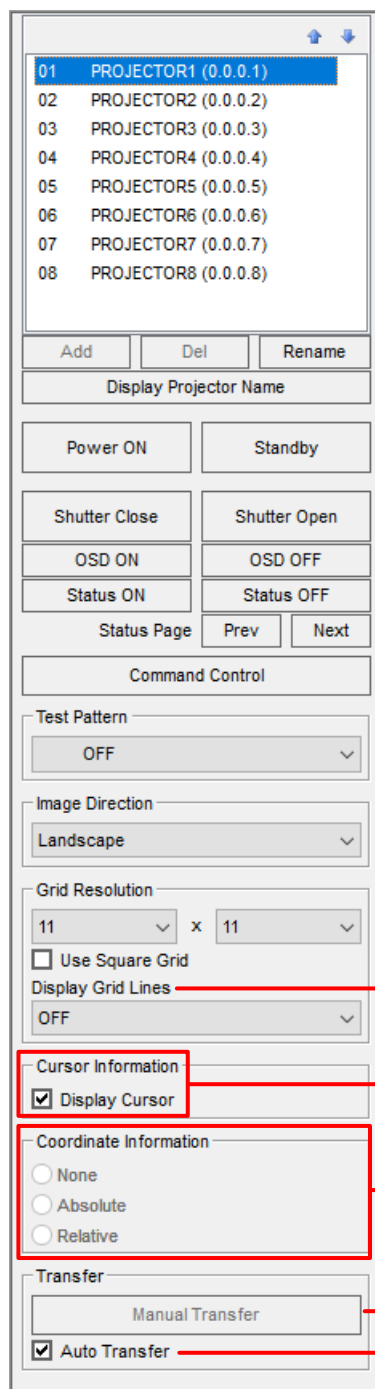 01 PROJECTOR1 (0.0.0.1)
02 PROJECTOR2 (0.0.0.2)
03 PROJECTOR3 (0.0.0.3)
04 PROJECTOR4 (0.0.0.4)
05 PROJECTOR5 (0.0.0.5)
06 PROJECTOR6 (0.0.0.6)
07 PROJECTOR7 (0.0.0.7)
08 PROJECTOR8 (0.0.0.8)
Add Del Rename
Display Projector Name
Power ON Standby
Shutter Close Shutter Open
OSD ON OSD OFF
Status ON Status OFF
Status Page Prev Next
Command Control
Test Pattern
OFF
Image Direction
Landscape
Grid Resolution
11 x 11
Use Square Grid
Display Grid Lines
OFF
Cursor Information
Display Cursor
Coordinate Information
None
Absolute
Relative
Transfer
Manual Transfer
Auto Transfer